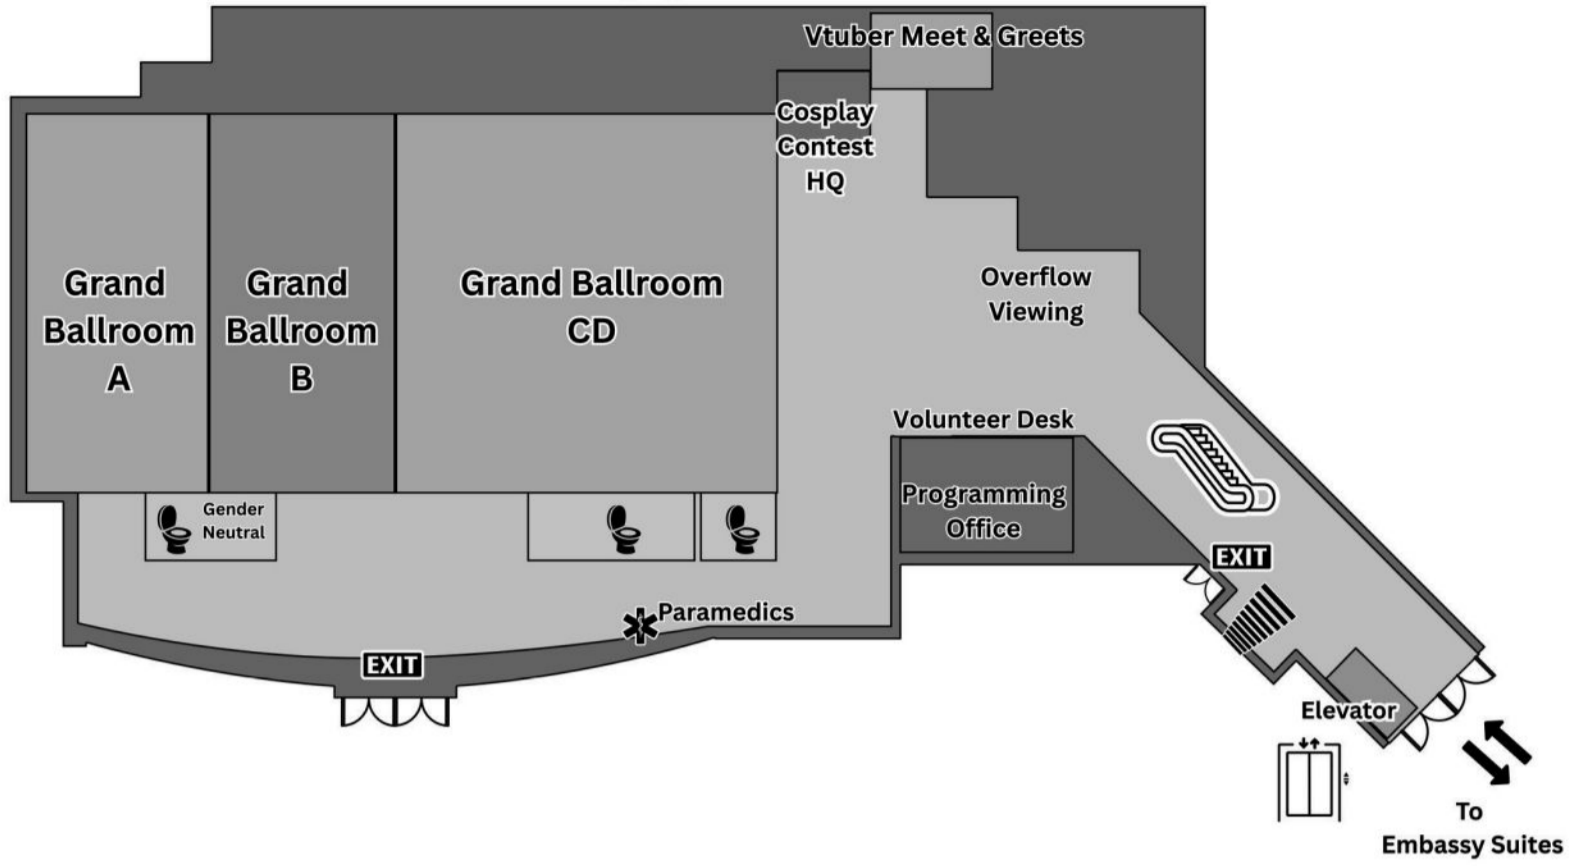 Vtuber Meet & Greets
Cosplay
Contest
HQ
Grand
Ballroom
A
Grand
Ballroom
B
Grand Ballroom
CD
Overflow
Viewing
Volunteer Desk
Programming
Office
Gender
Neutral
EXIT
Paramedics
EXIT
Elevator
To
Embassy Suites